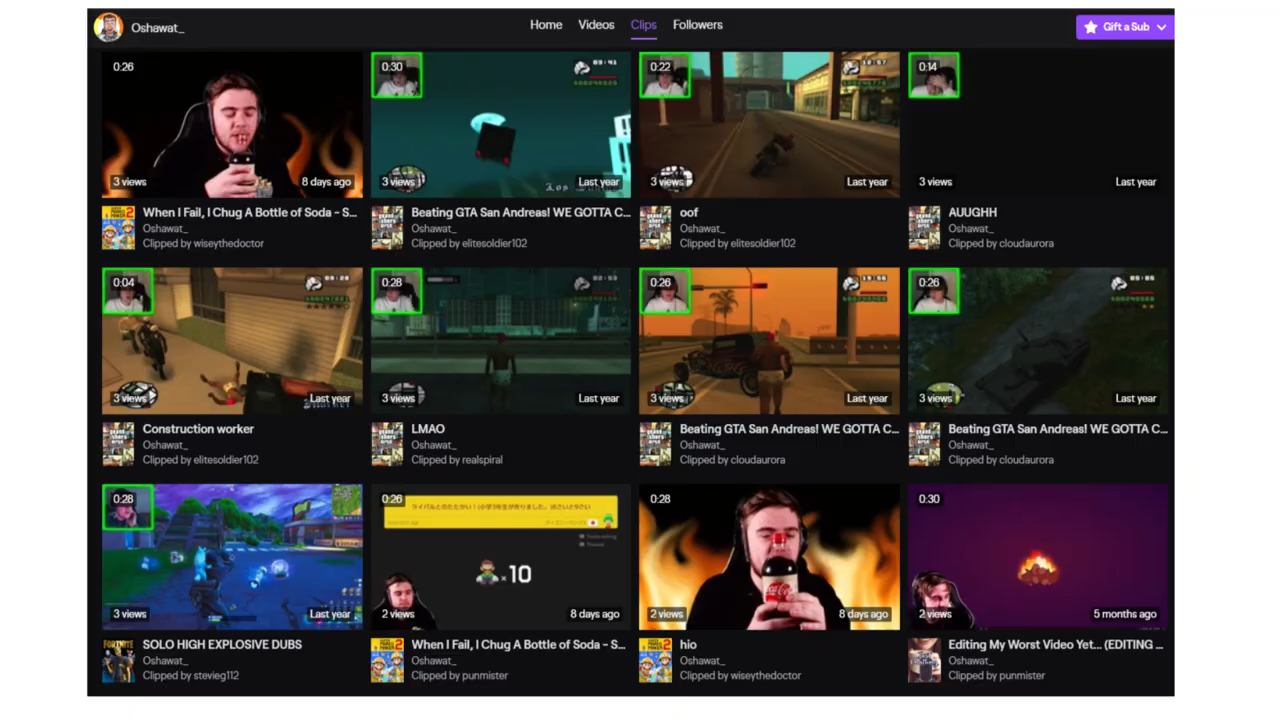 Oshawat_
Home Videos Clips Followers
Gift a Sub
0:26
3 views
8 days ago
When I Fail, I Chug A Bottle of Soda - S...
Oshawat_
Clipped by wiseythedoctor
0:30
3 views
Last year
Beating GTA San Andreas! WE GOTTA C...
Oshawat_
Clipped by elitesoldier102
0:22
3 views
Last year
oof
Oshawat_
Clipped by elitesoldier102
0:14
3 views
Last year
AUUGHH
Oshawat_
Clipped by cloudaurora
0:04
3 views
Last year
Construction worker
Oshawat_
Clipped by elitesoldier102
0:28
3 views
Last year
LMAO
Oshawat_
Clipped by realspiral
0:26
3 views
Last year
Beating GTA San Andreas! WE GOTTA C...
Oshawat_
Clipped by cloudaurora
0:26
3 views
Last year
Beating GTA San Andreas! WE GOTTA C...
Oshawat_
Clipped by cloudaurora
0:28
3 views
Last year
FORTNITE
SOLO HIGH EXPLOSIVE DUBS
Oshawat_
Clipped by stevieg112
0:26
x 10
2 views
8 days ago
When I Fail, I Chug A Bottle of Soda - S...
Oshawat_
Clipped by punmister
0:28
2 views
8 days ago
hio
Oshawat_
Clipped by wiseythedoctor
0:30
2 views
5 months ago
Editing My Worst Video Yet... (EDITING ...
Oshawat_
Clipped by punmister